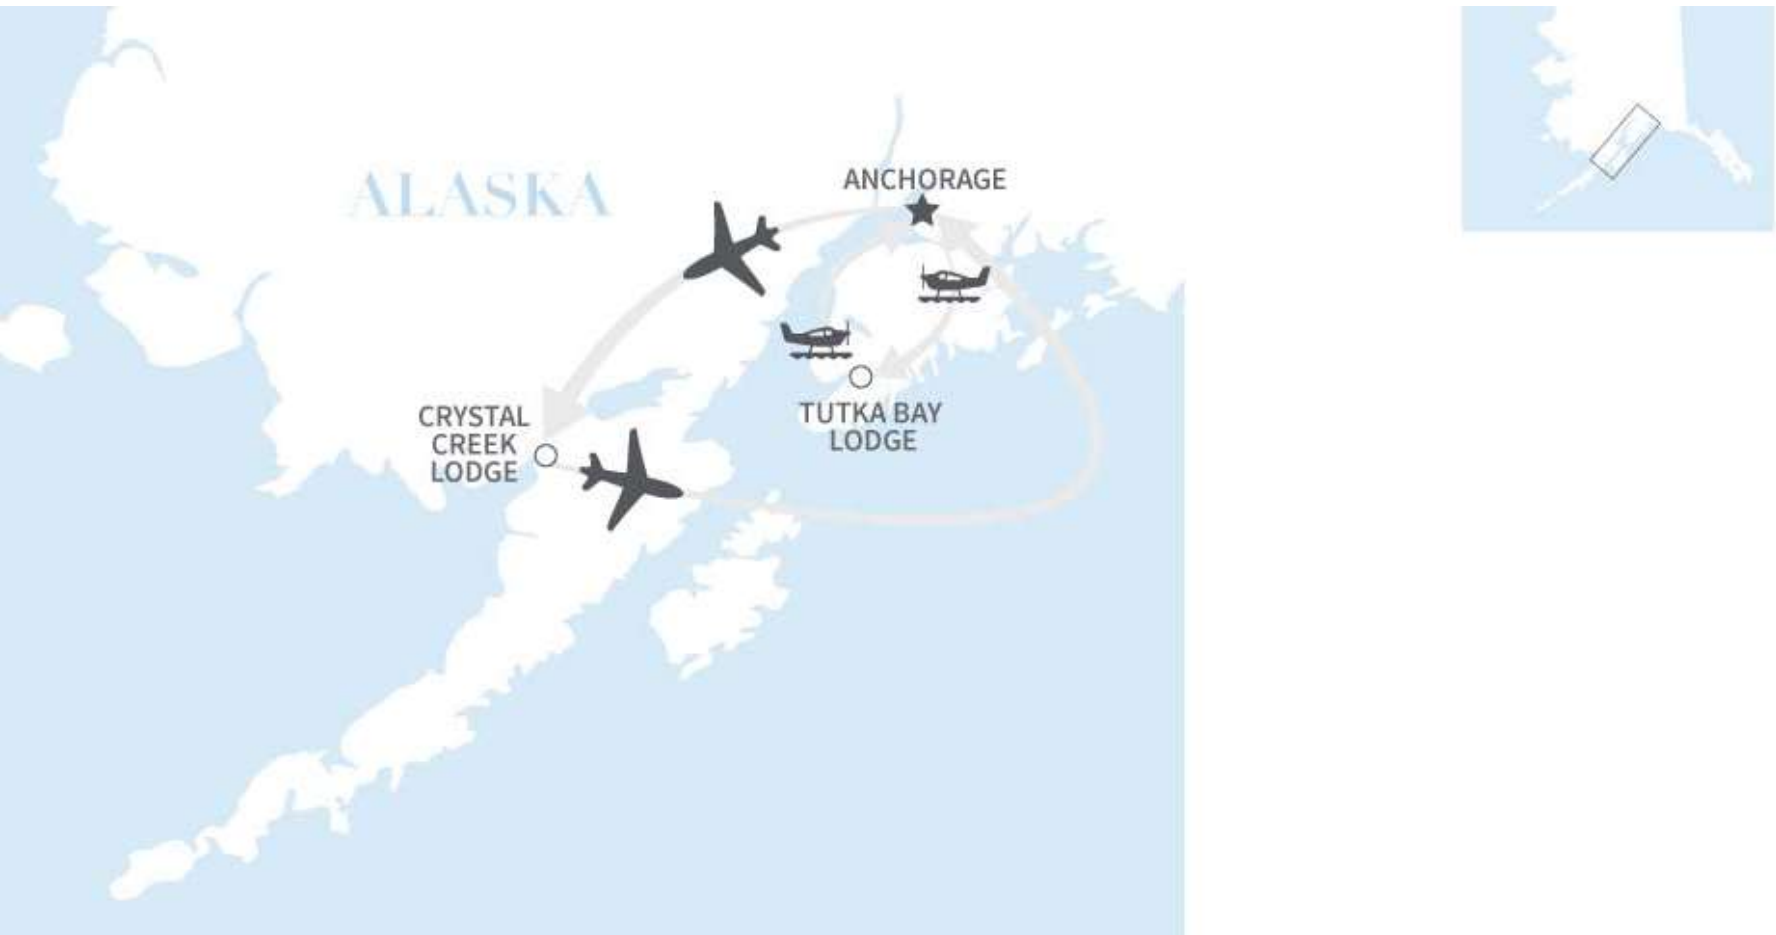 ALASKA
ANCHORAGE
CRYSTAL
CREEK
LODGE
TUTKA BAY
LODGE